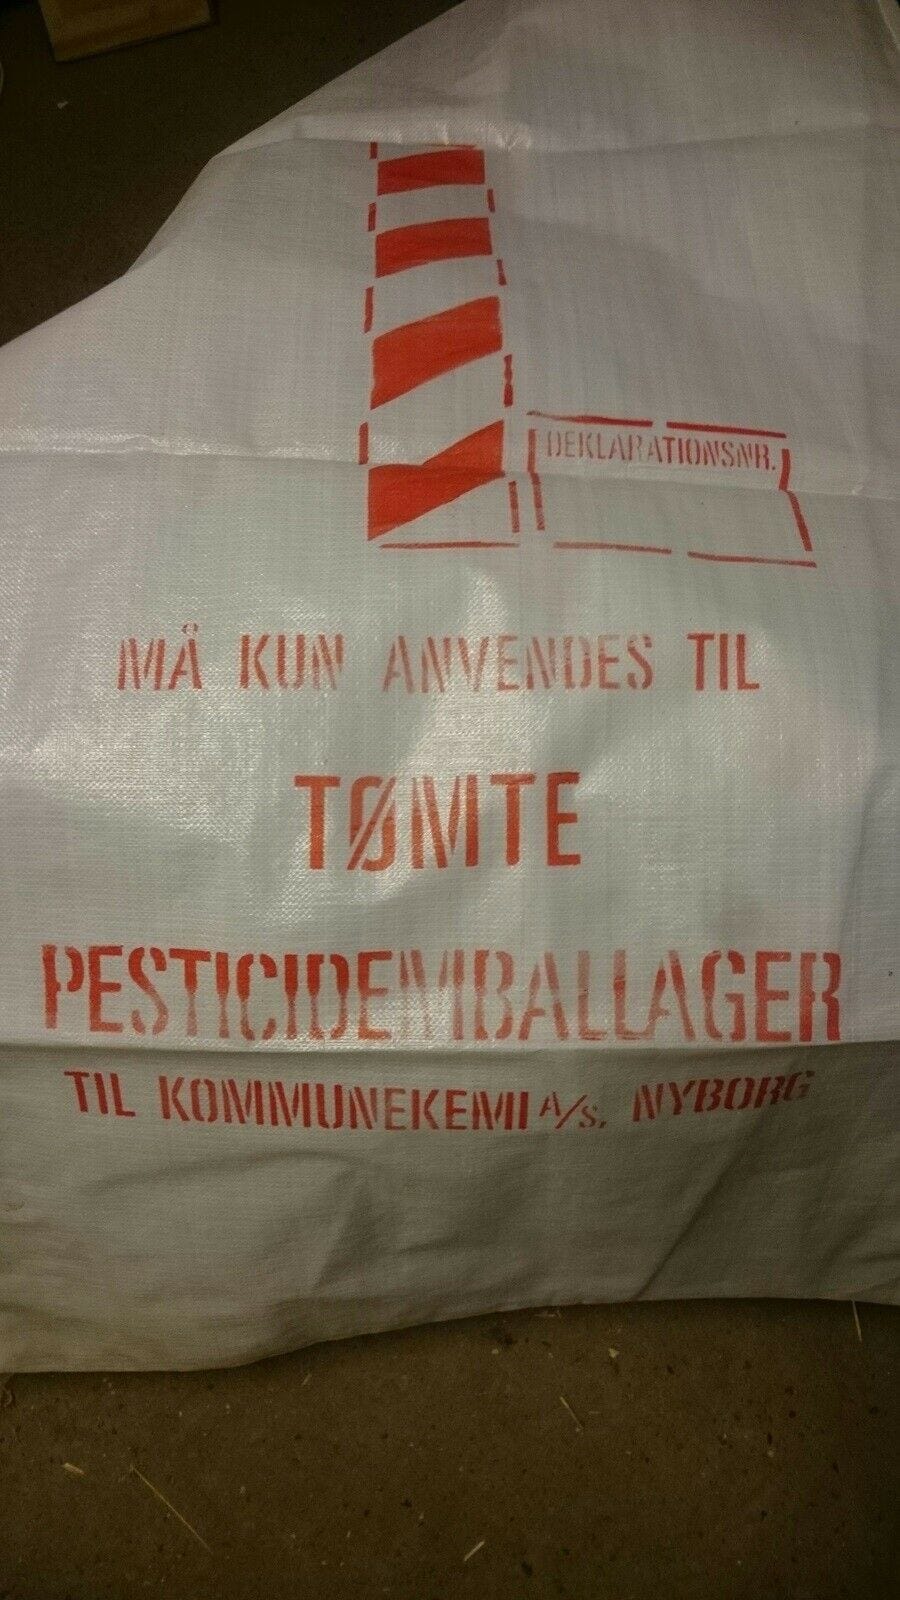 DEKLARATIONSNR.
MÅ KUN ANVENDES TIL
TØMTE
PESTICIDEMBALLAGER
TIL KOMMUNEKEMI A/S, NYBORG